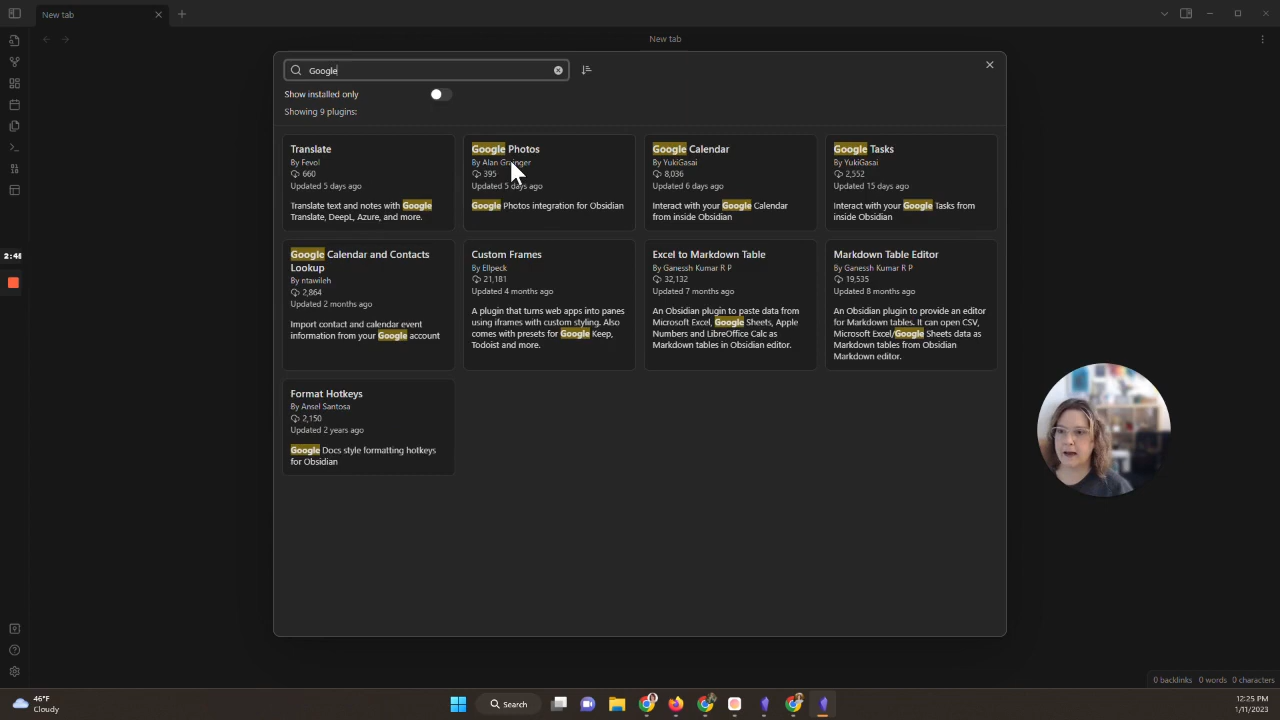 New tab
New tab
Google
Show installed only
Showing 9 plugins:
Translate
By Fevol
660
Updated 5 days ago
Translate text and notes with Google
Translate, DeepL, Azure, and more.
Google Photos
By Alan Grainger
395
Updated 5 days ago
Google Photos integration for Obsidian
Google Calendar
By YukiGasai
8,036
Updated 6 days ago
Interact with your Google Calendar
from inside Obsidian
Google Tasks
By YukiGasai
2,552
Updated 15 days ago
Interact with your Google Tasks from
inside Obsidian
Google Calendar and Contacts
Lookup
By ntawileh
2,864
Updated 2 months ago
Import contact and calendar event
information from your Google account
Custom Frames
By Ellpeck
21,181
Updated 4 months ago
A plugin that turns web apps into panes
using iframes with custom styling. Also
comes with presets for Google Keep,
Todoist and more.
Excel to Markdown Table
By Ganessh Kumar R P
32,132
Updated 7 months ago
An Obsidian plugin to paste data from
Microsoft Excel, Google Sheets, Apple
Numbers and LibreOffice Calc as
Markdown tables in Obsidian editor.
Markdown Table Editor
By Ganessh Kumar R P
19,535
Updated 8 months ago
An Obsidian plugin to provide an editor
for Markdown tables. It can open CSV,
Microsoft Excel/Google Sheets data as
Markdown tables from Obsidian
Markdown editor.
Format Hotkeys
By Ansel Santosa
2,150
Updated 2 years ago
Google Docs style formatting hotkeys
for Obsidian
0 backlinks 0 words 0 characters
46°F
Cloudy
Search
12:25 PM
1/11/2023